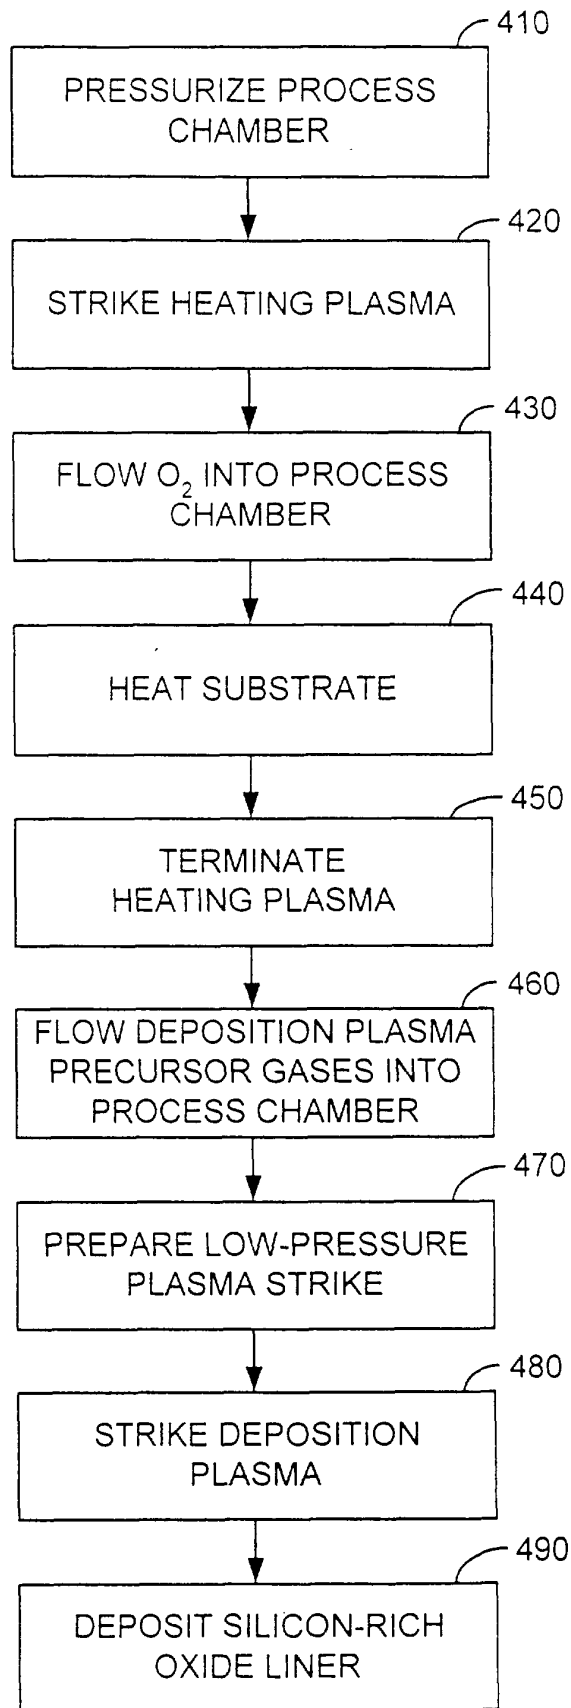 410
PRESSURIZE PROCESS
CHAMBER
420
STRIKE HEATING PLASMA
430
FLOW O₂ INTO PROCESS
CHAMBER
440
HEAT SUBSTRATE
450
TERMINATE
HEATING PLASMA
460
FLOW DEPOSITION PLASMA
PRECURSOR GASES INTO
PROCESS CHAMBER
470
PREPARE LOW-PRESSURE
PLASMA STRIKE
480
STRIKE DEPOSITION
PLASMA
490
DEPOSIT SILICON-RICH
OXIDE LINER